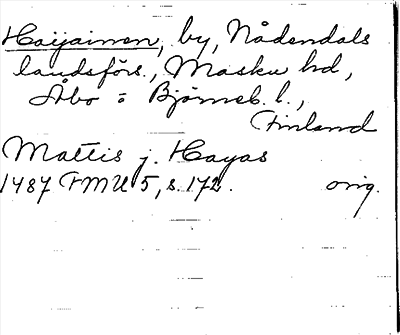 Haijainen, by, Nådendals
landsförs., Masku hd,
Åbo o Björneb. l.,
Finland
Mattis j. Hayas
1487 FMU 5, s. 172. orig.